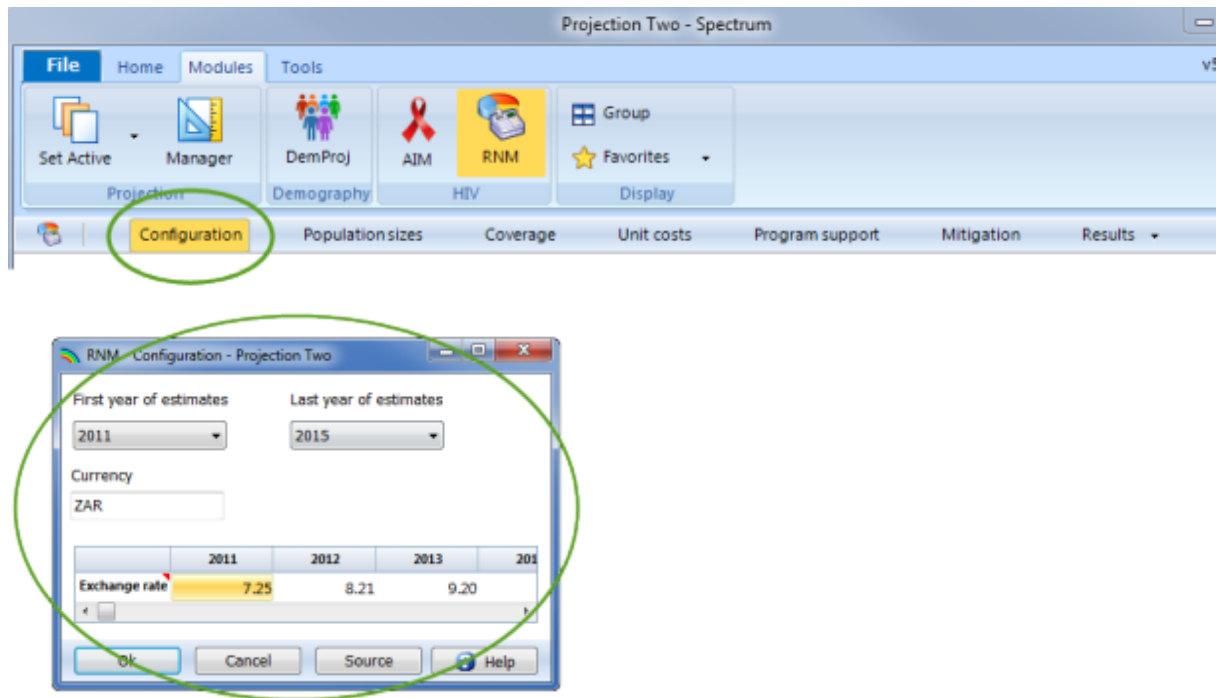 Projection Two - Spectrum
File Home Modules Tools v5
Set Active Manager DemProj AIM RNM Group
Favorites
Projection Demography HIV Display
Configuration Population sizes Coverage Unit costs Program support Mitigation Results
RNM - Configuration - Projection Two
First year of estimates Last year of estimates
2011 2015
Currency
ZAR
2011 2012 2013 201
Exchange rate 7.25 8.21 9.20
Ok Cancel Source Help